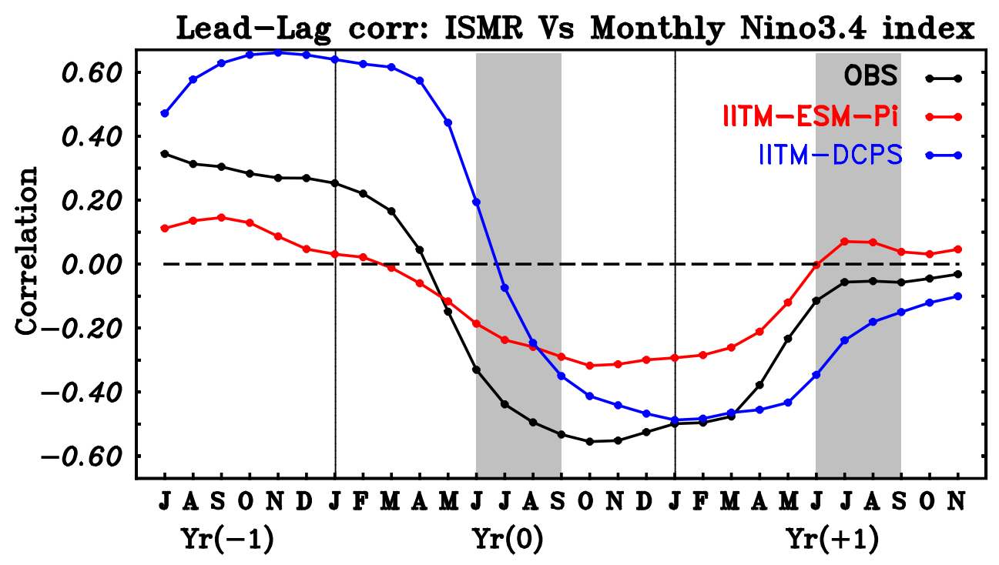 Lead-Lag corr: ISMR Vs Monthly Nino3.4 index
OBS
IITM-ESM-Pi
IITM-DCPS
Correlation
0.60
0.40
0.20
0.00
-0.20
-0.40
-0.60
J A S O N D J F M A M J J A S O N D J F M A M J J A S O N
Yr(-1) Yr(0) Yr(+1)